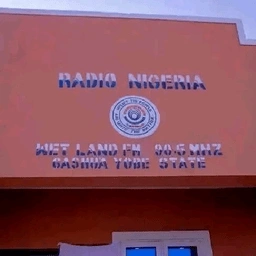 RADIO NIGERIA
WET LAND FM 90.5 MHZ
GASHUA YOBE STATE